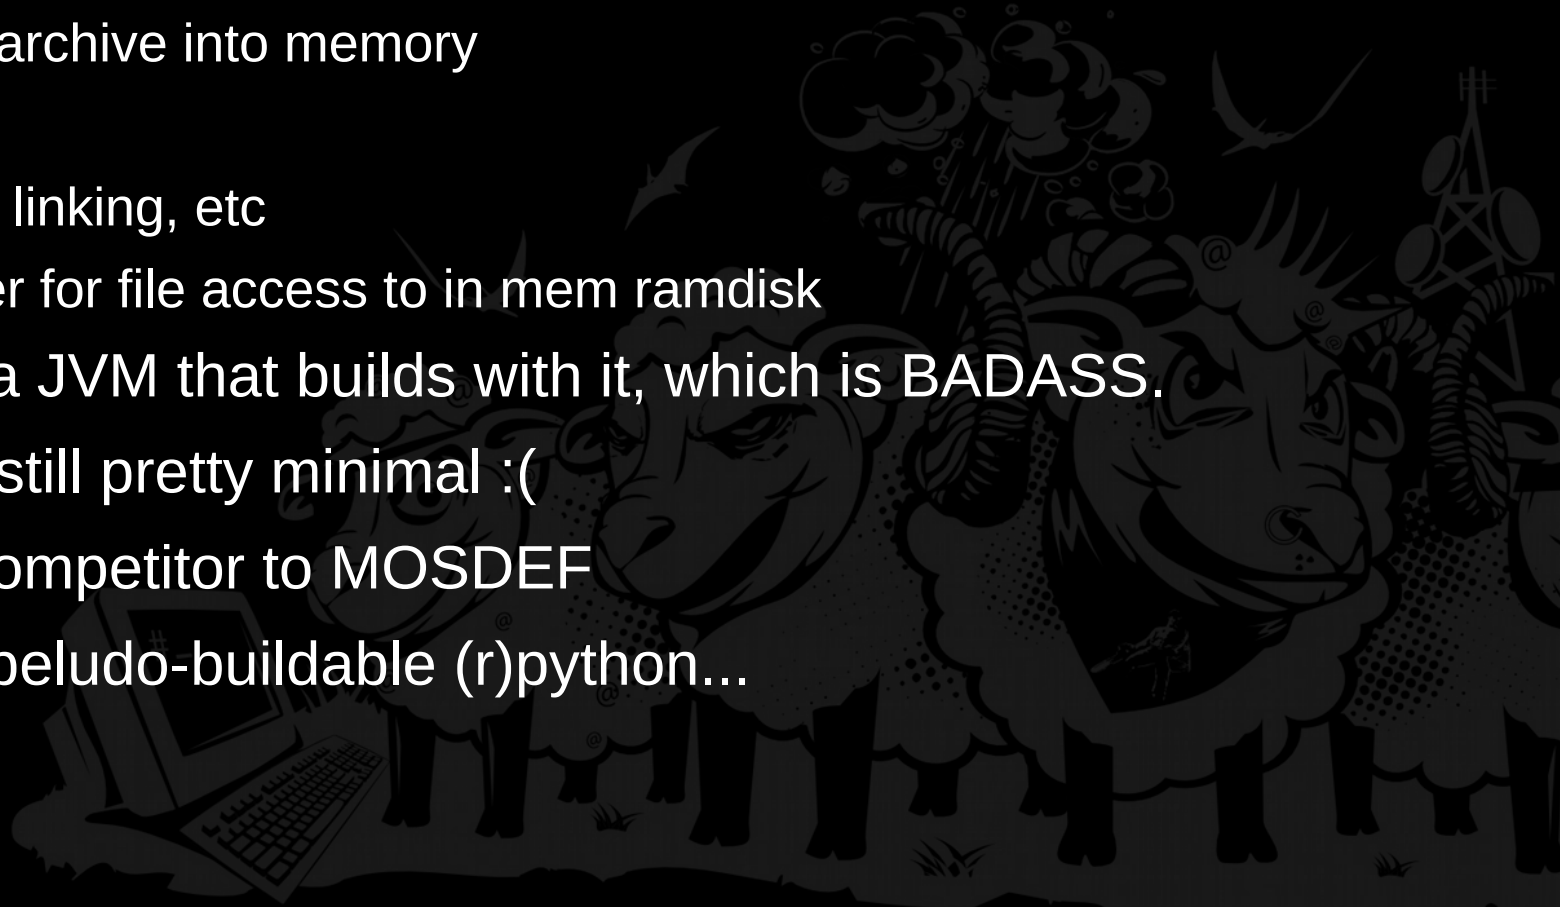 archive into memory
linking, etc
er for file access to in mem ramdisk
a JVM that builds with it, which is BADASS.
still pretty minimal :(
ompetitor to MOSDEF
peludo-buildable (r)python...